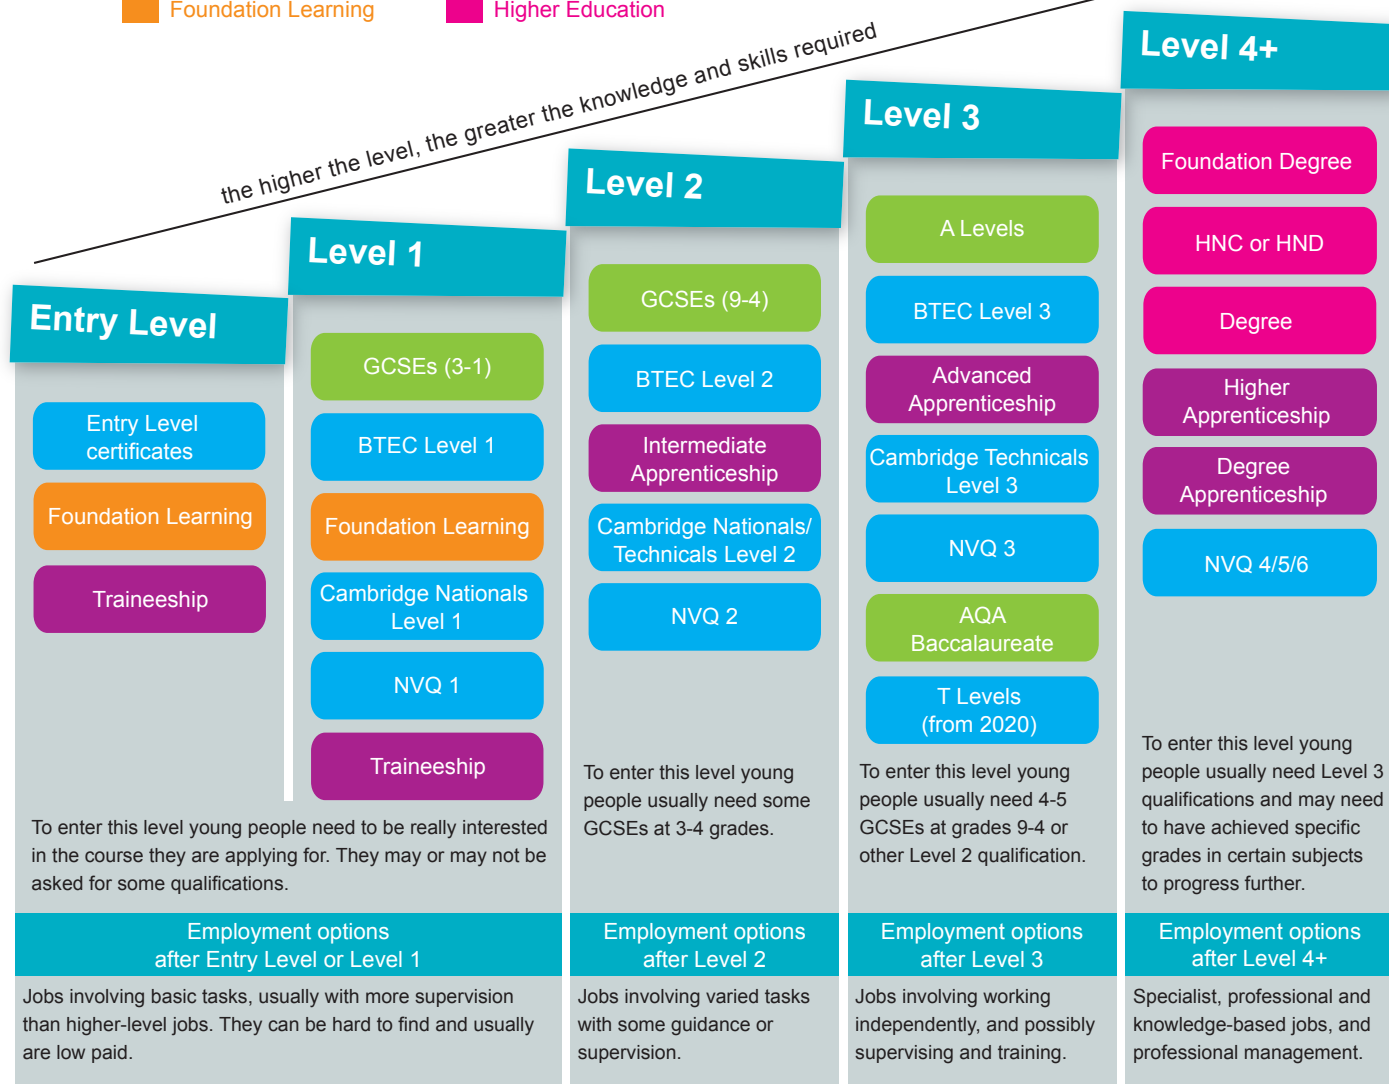 Foundation Learning
Higher Education
the higher the level, the greater the knowledge and skills required
Entry Level
Entry Level
certificates
Foundation Learning
Traineeship
Level 1
GCSEs (3-1)
BTEC Level 1
Foundation Learning
Cambridge Nationals
Level 1
NVQ 1
Traineeship
To enter this level young people need to be really interested
in the course they are applying for. They may or may not be
asked for some qualifications.
Employment options
after Entry Level or Level 1
Jobs involving basic tasks, usually with more supervision
than higher-level jobs. They can be hard to find and usually
are low paid.
Level 2
GCSEs (9-4)
BTEC Level 2
Intermediate
Apprenticeship
Cambridge Nationals/
Technicals Level 2
NVQ 2
To enter this level young
people usually need some
GCSEs at 3-4 grades.
Employment options
after Level 2
Jobs involving varied tasks
with some guidance or
supervision.
Level 3
A Levels
BTEC Level 3
Advanced
Apprenticeship
Cambridge Technicals
Level 3
NVQ 3
AQA
Baccalaureate
T Levels
(from 2020)
To enter this level young
people usually need 4-5
GCSEs at grades 9-4 or
other Level 2 qualification.
Employment options
after Level 3
Jobs involving working
independently, and possibly
supervising and training.
Level 4+
Foundation Degree
HNC or HND
Degree
Higher
Apprenticeship
Degree
Apprenticeship
NVQ 4/5/6
To enter this level young
people usually need Level 3
qualifications and may need
to have achieved specific
grades in certain subjects
to progress further.
Employment options
after Level 4+
Specialist, professional and
knowledge-based jobs, and
professional management.